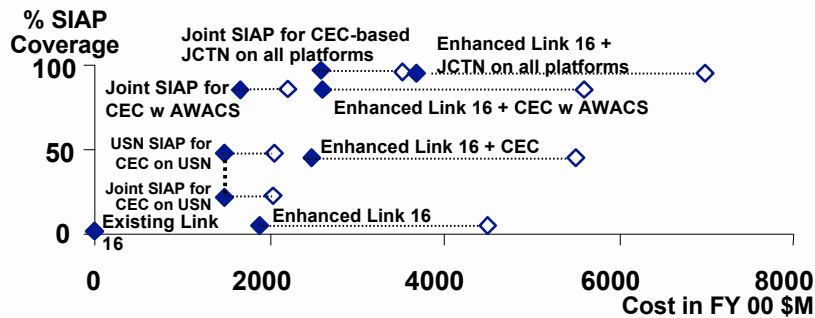 % SIAP
Coverage
Joint SIAP for CEC-based
JCTN on all platforms
Enhanced Link 16 +
JCTN on all platforms
100
Joint SIAP for
CEC w AWACS
Enhanced Link 16 + CEC w AWACS
USN SIAP for
CEC on USN
Enhanced Link 16 + CEC
50
Joint SIAP for
CEC on USN
Existing Link
16
Enhanced Link 16
0
0 2000 4000 6000 8000
Cost in FY 00 $M